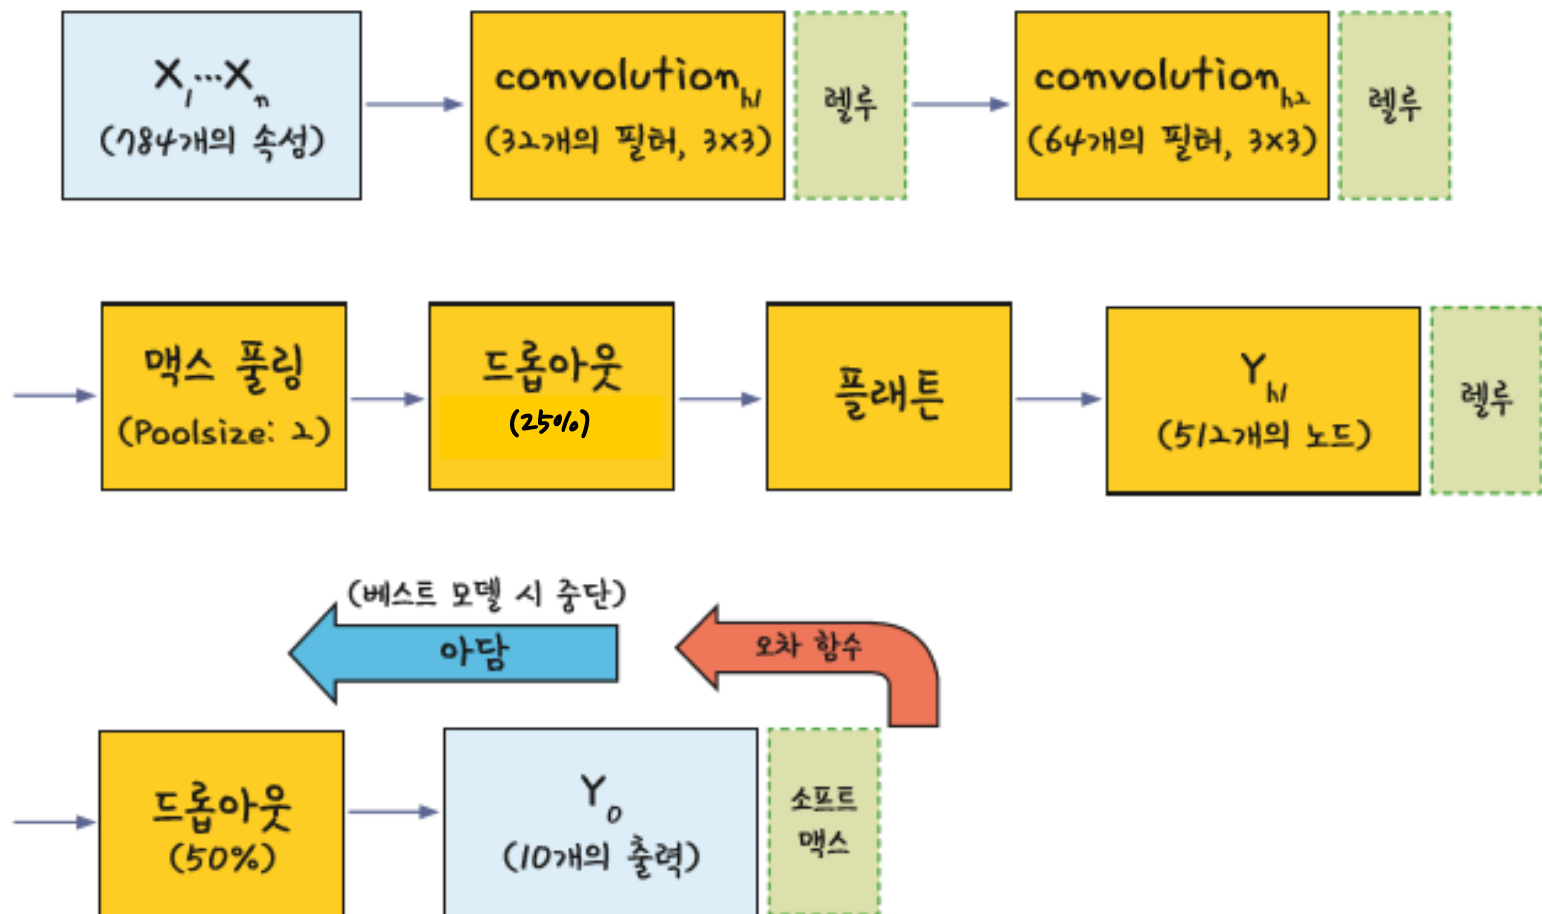 X₁...Xₙ
(784개의 속성)
convolutionₕ₁
(32개의 필터, 3x3)
렐루
convolutionₕ₂
(64개의 필터, 3x3)
렐루
맥스 풀링
(Poolsize: 2)
드롭아웃
(25%)
플래튼
Yₕ₁
(512개의 노드)
렐루
(베스트 모델 시 중단)
아담
오차 함수
드롭아웃
(50%)
Y₀
(10개의 출력)
소프트
맥스